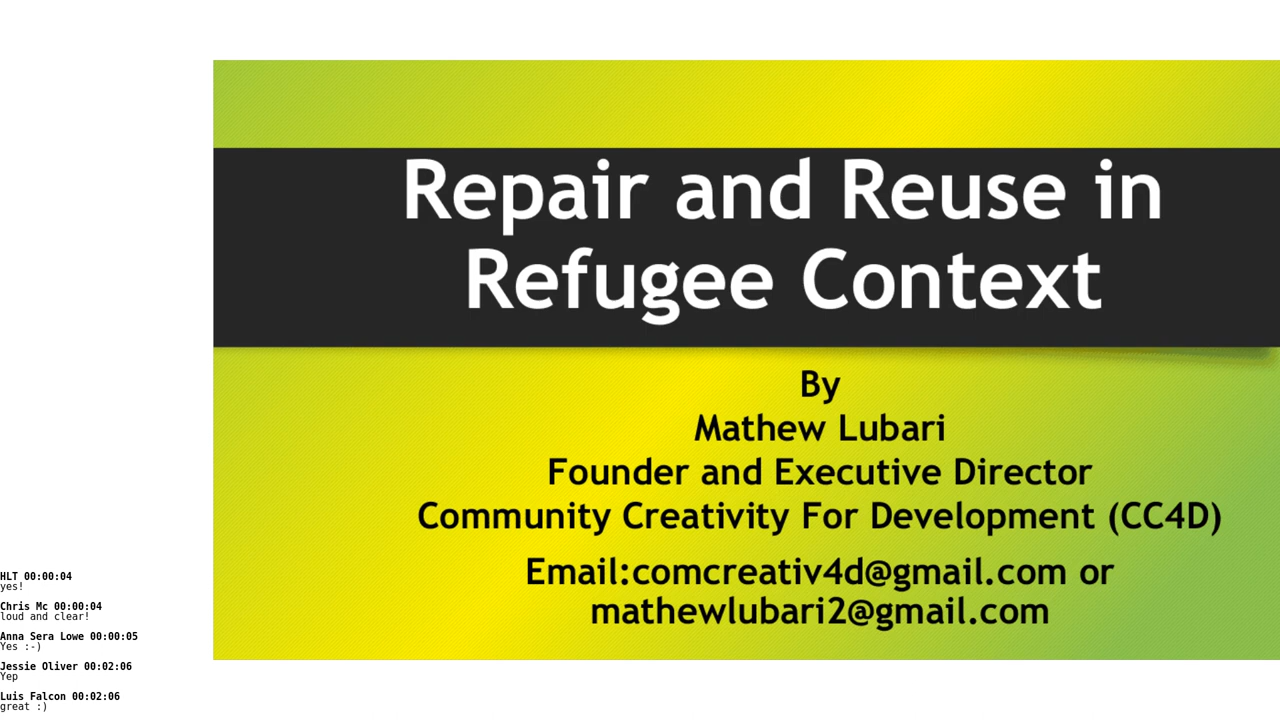 Repair and Reuse in
Refugee Context
By
Mathew Lubari
Founder and Executive Director
Community Creativity For Development (CC4D)
Email:comcreativ4d@gmail.com or
mathewlubari2@gmail.com
HLT 00:00:04
yes!
Chris Mc 00:00:04
loud and clear!
Anna Sera Lowe 00:00:05
Yes :-)
Jessie Oliver 00:02:06
Yep
Luis Falcon 00:02:06
great :)